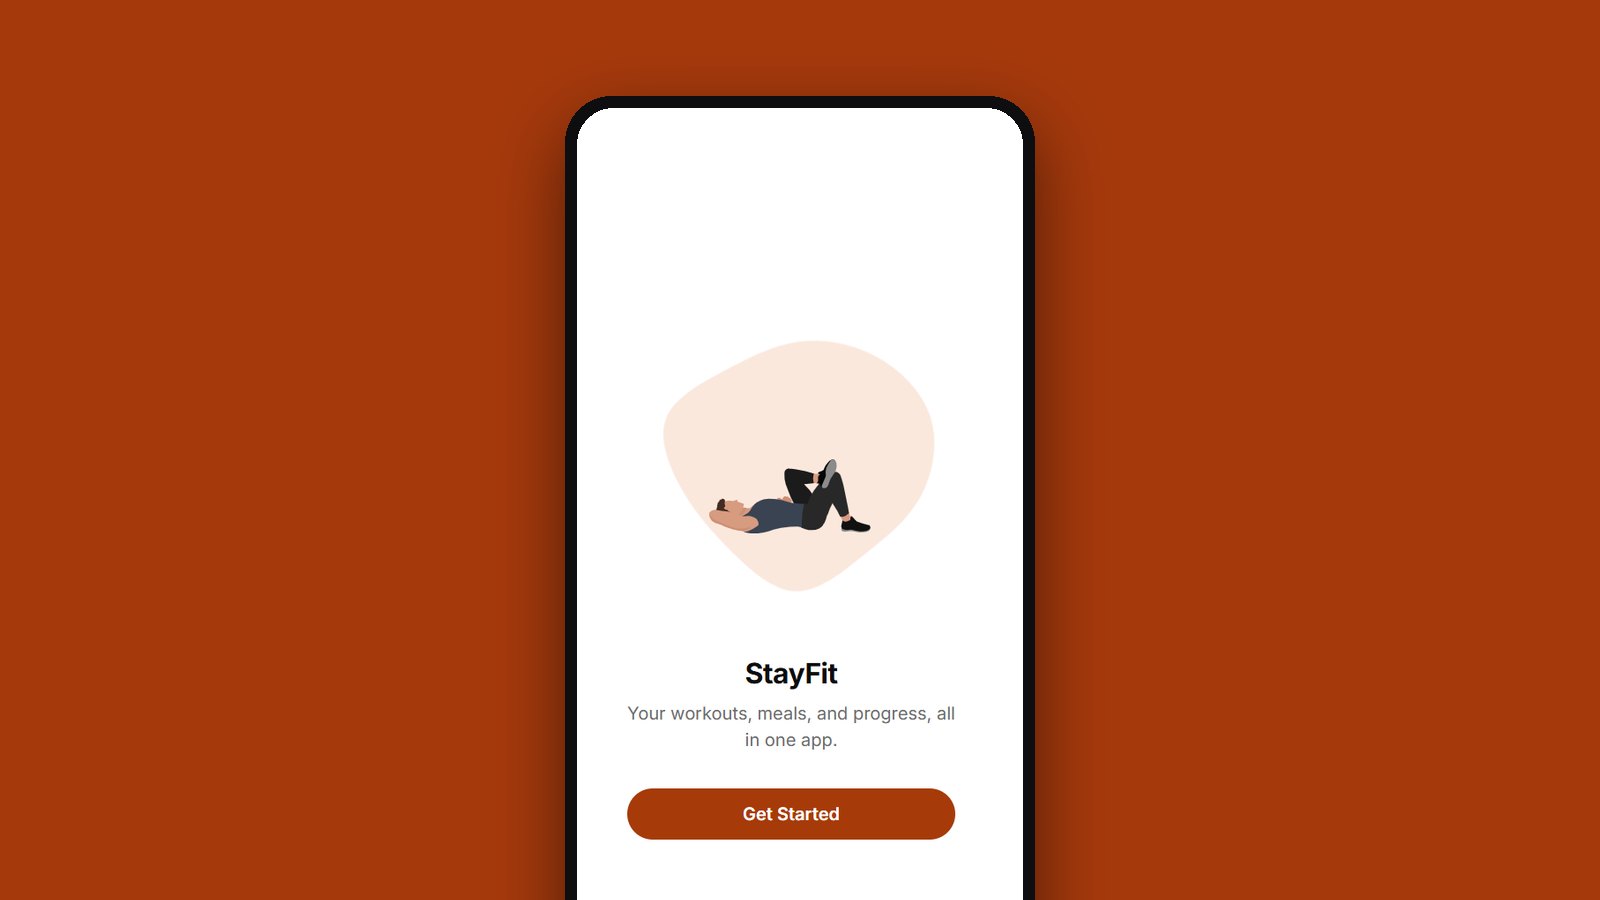 StayFit
Your workouts, meals, and progress, all
in one app.
Get Started